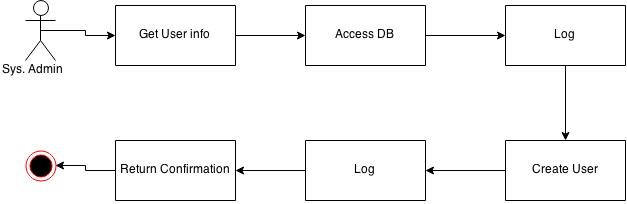 Get User info
Access DB
Log
Sys. Admin
Return Confirmation
Log
Create User